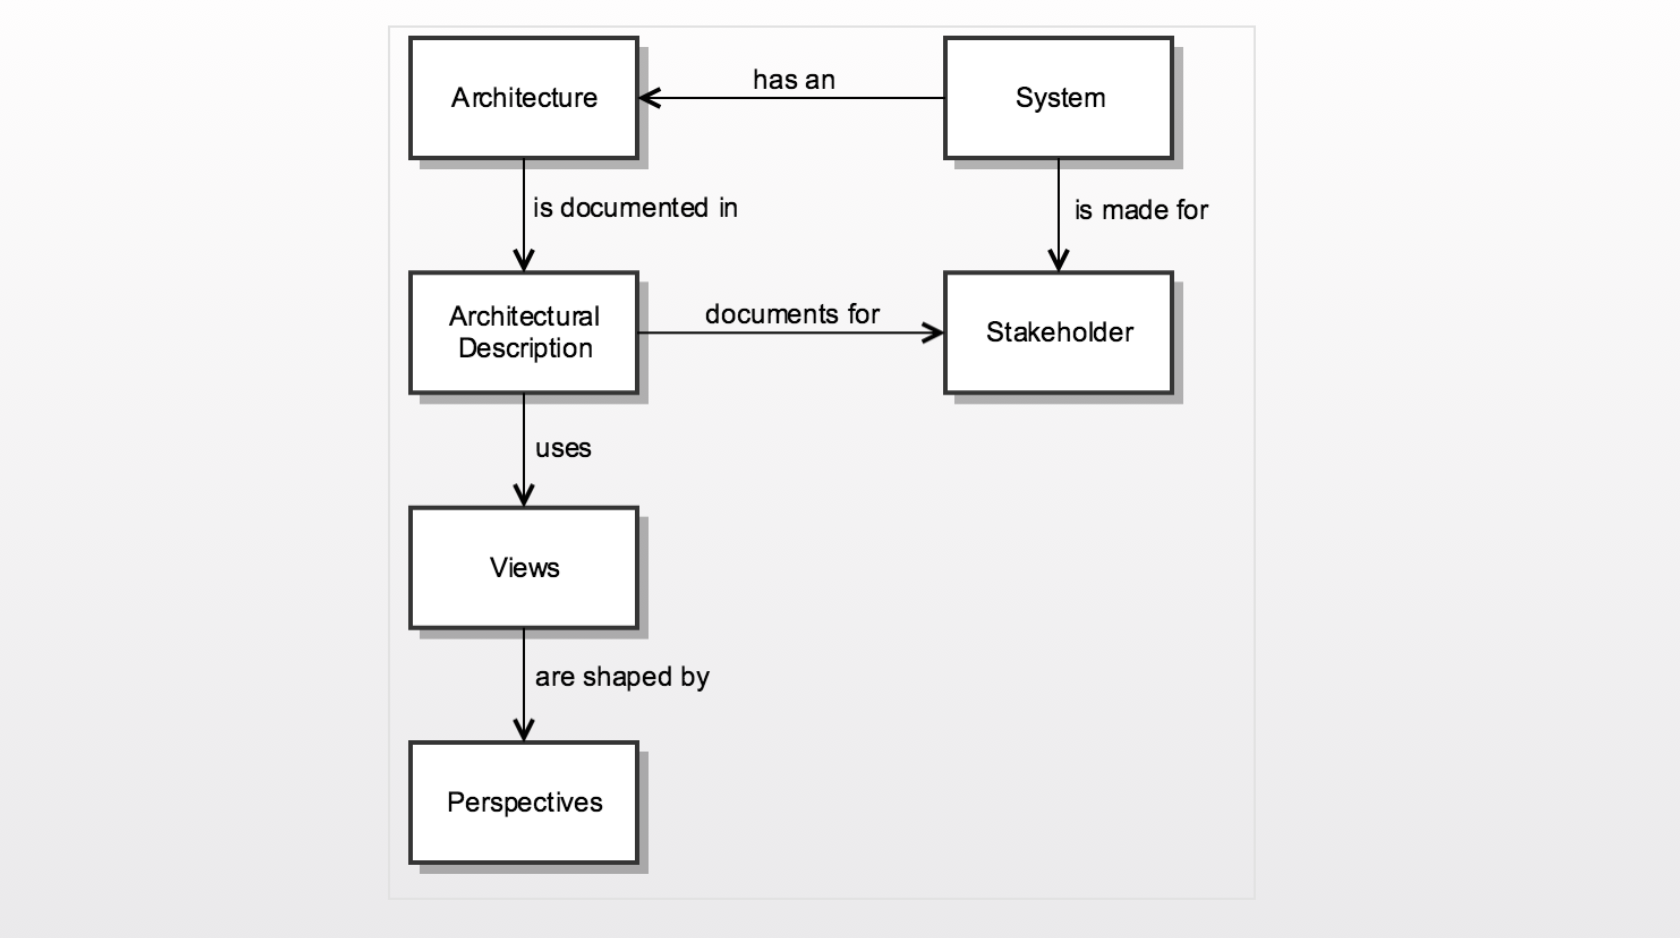 Architecture
has an
System
is documented in
is made for
Architectural
Description
documents for
Stakeholder
uses
Views
are shaped by
Perspectives